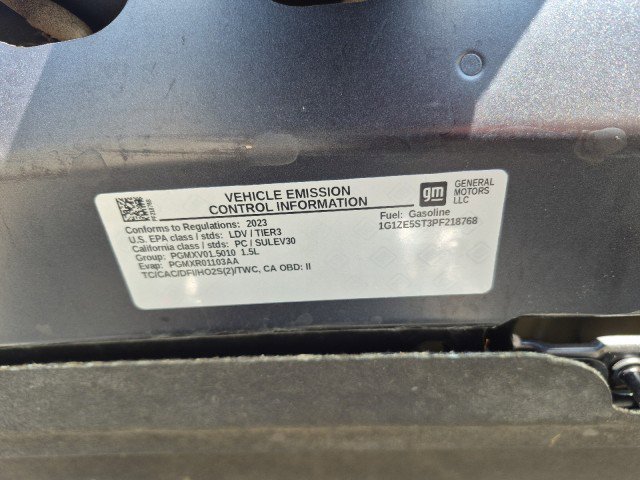 VEHICLE EMISSION
CONTROL INFORMATION
gm
GENERAL
MOTORS
LLC
Conforms to Regulations: 2023
U.S. EPA class / stds: LDV / TIER3
California class / stds: PC / SULEV30
Group: PGMXV01.5010 1.5L
Evap: PGMXR01103AA
TC/CAC/DFI/HO2S(2)/TWC, CA OBD: II
Fuel: Gasoline
1G1ZE5ST3PF218768